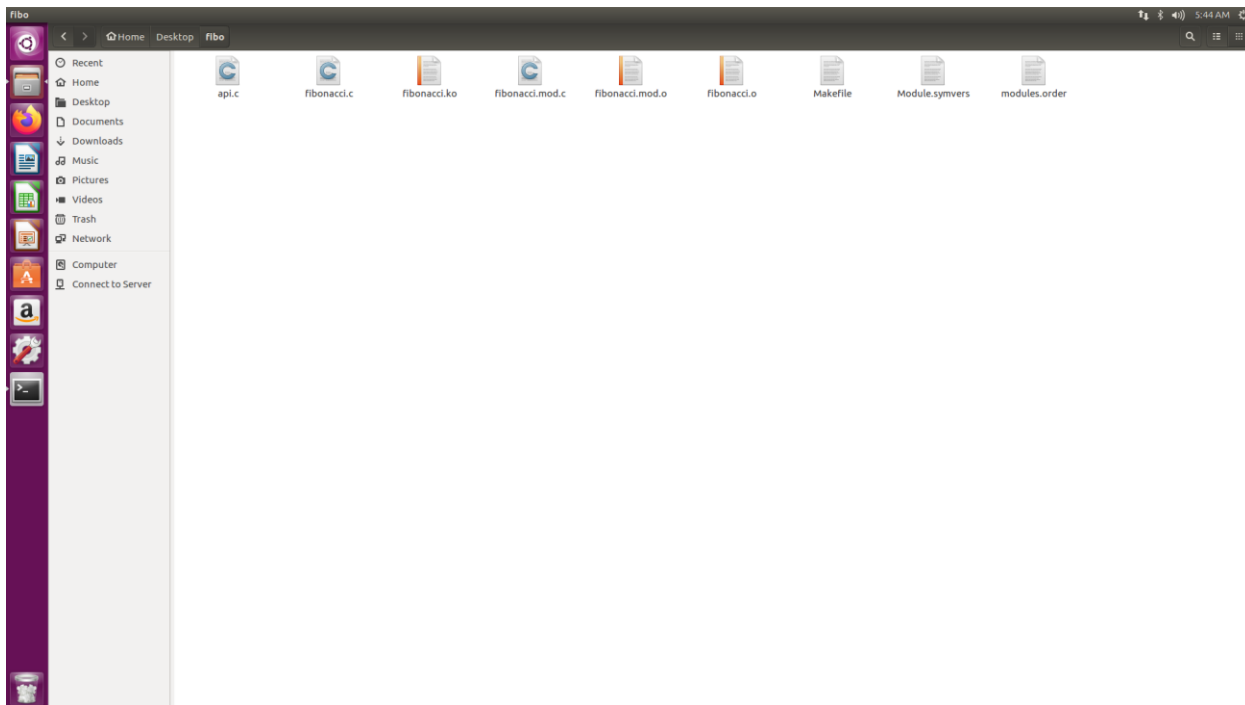 fibo
5:44 AM
Home Desktop fibo
Recent
Home
Desktop
Documents
Downloads
Music
Pictures
Videos
Trash
Network
Computer
Connect to Server
api.c
fibonacci.c
fibonacci.ko
fibonacci.mod.c
fibonacci.mod.o
fibonacci.o
Makefile
Module.symvers
modules.order